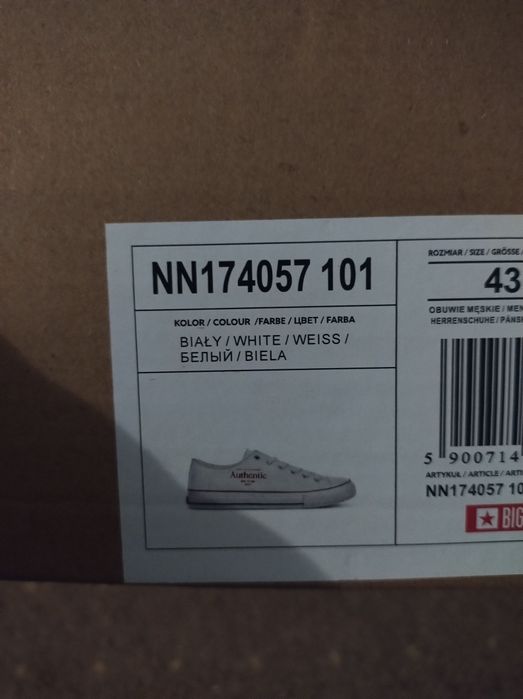 NN174057 101
KOLOR / COLOUR / FARBE / ЦВЕТ / FARBA
BIAŁY / WHITE / WEISS /
БЕЛЫЙ / BIELA
Authentic
ROZMIAR / SIZE / GRÖSSE /
43
OBUWIE MĘSKIE / MEN
HERRENSCHUHE / PÁNSK
5 900714
ARTYKUŁ / ARTICLE / ARTI
NN174057 10
BIG